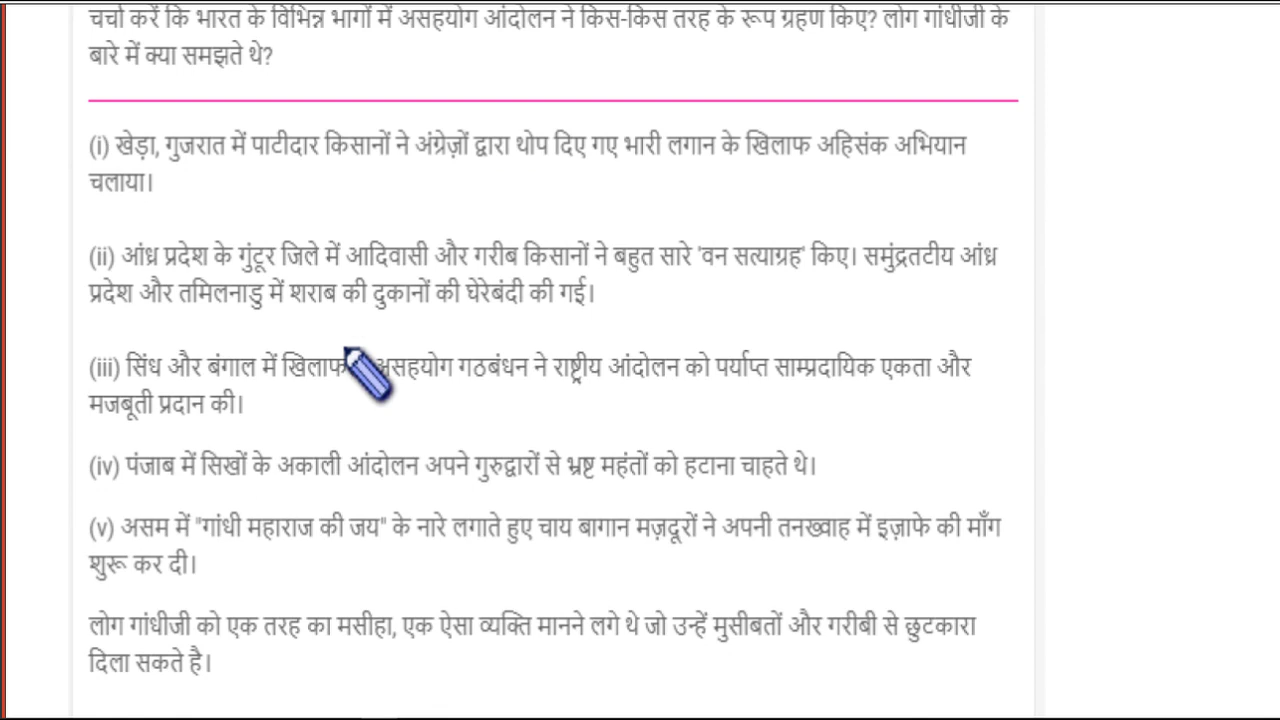 चर्चा करें कि भारत के विभिन्न भागों में असहयोग आंदोलन ने किस-किस तरह के रूप ग्रहण किए? लोग गांधीजी के
बारे में क्या समझते थे?
(i) खेड़ा, गुजरात में पाटीदार किसानों ने अंग्रेज़ों द्वारा थोप दिए गए भारी लगान के खिलाफ अहिसंक अभियान
चलाया।
(ii) आंध्र प्रदेश के गुंटूर जिले में आदिवासी और गरीब किसानों ने बहुत सारे 'वन सत्याग्रह' किए। समुंद्रतटीय आंध्र
प्रदेश और तमिलनाडु में शराब की दुकानों की घेरेबंदी की गई।
(iii) सिंध और बंगाल में असहयोग गठबंधन ने राष्ट्रीय आंदोलन को पर्याप्त साम्प्रदायिक एकता और
मजबूती प्रदान की।
(iv) पंजाब में सिखों के अकाली आंदोलन अपने गुरुद्वारों से भ्रष्ट महंतों को हटाना चाहते थे।
(v) असम में "गांधी महाराज की जय" के नारे लगाते हुए चाय बागान मज़दूरों ने अपनी तनख्वाह में इज़ाफे की माँग
शुरू कर दी।
लोग गांधीजी को एक तरह का मसीहा, एक ऐसा व्यक्ति मानने लगे थे जो उन्हें मुसीबतों और गरीबी से छुटकारा
दिला सकते है।